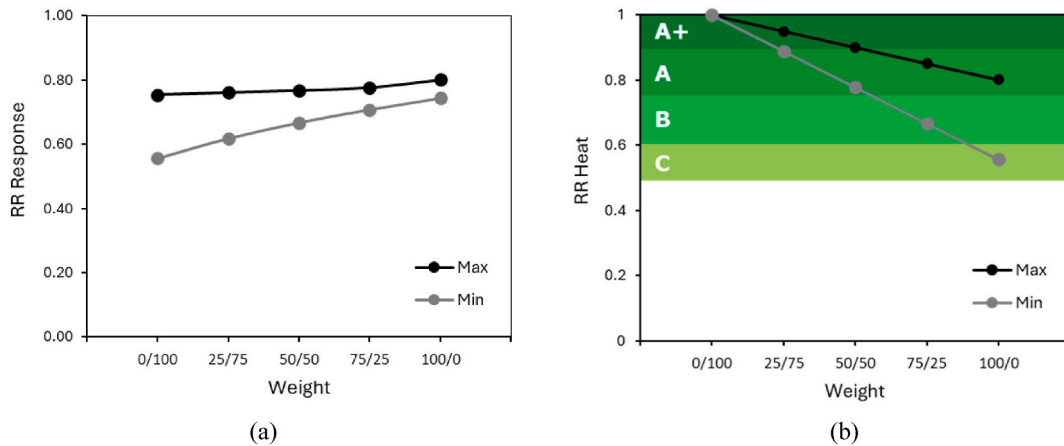 1.00
0.80
0.60
0.40
0.20
0.00
RR Response
Max
Min
0/100 25/75 50/50 75/25 100/0
Weight
(a)
1
0.8
0.6
0.4
0.2
0
RR Heat
A+
A
B
C
Max
Min
0/100 25/75 50/50 75/25 100/0
Weight
(b)